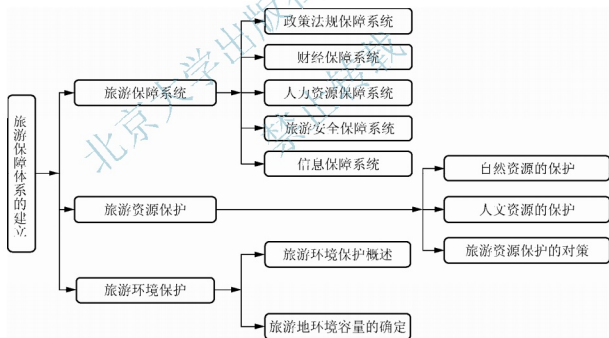 旅游保障体系的建立
旅游保障系统
政策法规保障系统
财经保障系统
人力资源保障系统
旅游安全保障系统
信息保障系统
旅游资源保护
自然资源的保护
人文资源的保护
旅游资源保护的对策
旅游环境保护
旅游环境保护概述
旅游地环境容量的确定
北京大学出版社
禁止转载